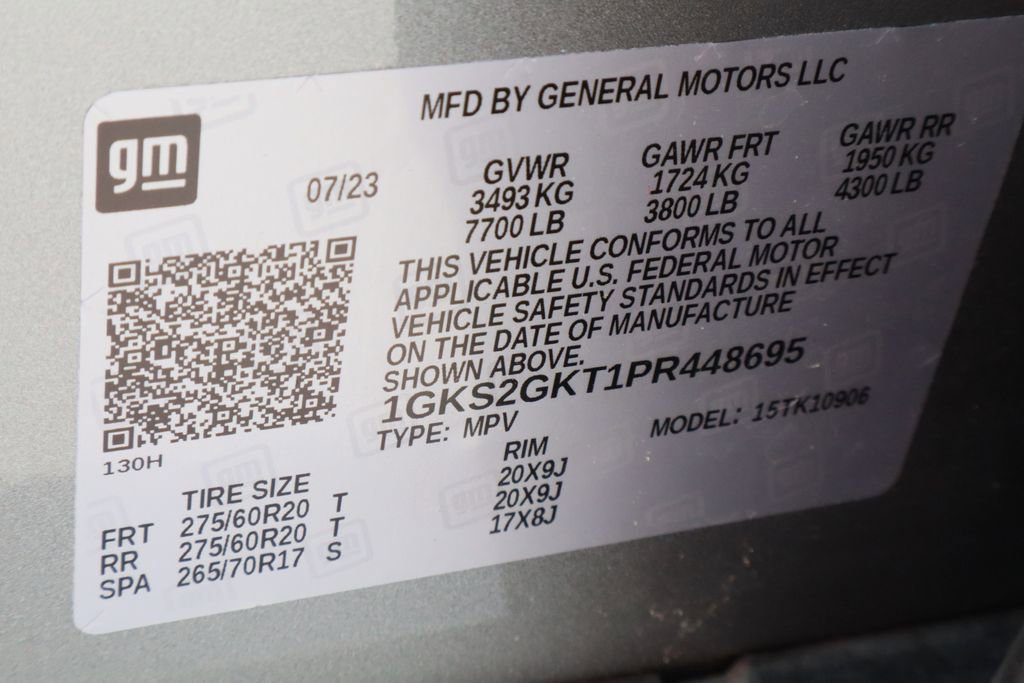 MFD BY GENERAL MOTORS LLC
gm
07/23
GVWR GAWR FRT GAWR RR
3493 KG 1724 KG 1950 KG
7700 LB 3800 LB 4300 LB
THIS VEHICLE CONFORMS TO ALL
APPLICABLE U.S. FEDERAL MOTOR
VEHICLE SAFETY STANDARDS IN EFFECT
ON THE DATE OF MANUFACTURE
SHOWN ABOVE.
1GKS2GKT1PR448695
TYPE: MPV MODEL: 15TK10906
130H
TIRE SIZE RIM
FRT 275/60R20 T 20X9J
RR 275/60R20 T 20X9J
SPA 265/70R17 S 17X8J